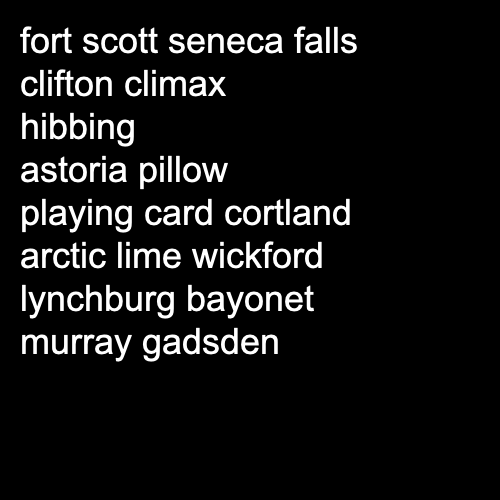 fort scott seneca falls
clifton climax
hibbing
astoria pillow
playing card cortland
arctic lime wickford
lynchburg bayonet
murray gadsden